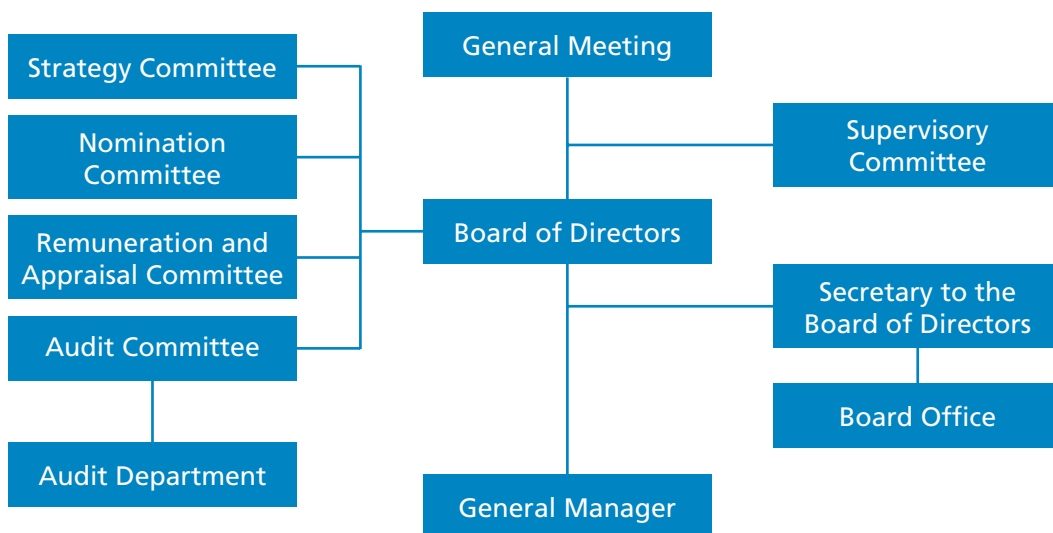 General Meeting
Strategy Committee
Nomination
Committee
Supervisory
Committee
Board of Directors
Remuneration and
Appraisal Committee
Secretary to the
Board of Directors
Audit Committee
Board Office
Audit Department
General Manager